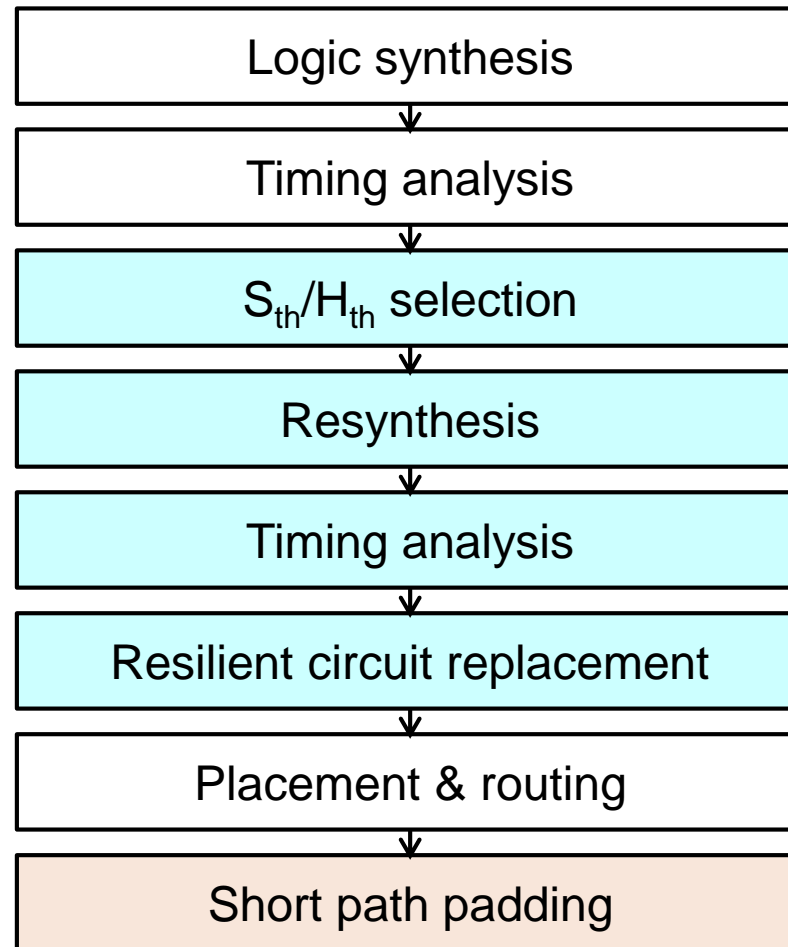 Logic synthesis
Timing analysis
Sth/Hth selection
Resynthesis
Timing analysis
Resilient circuit replacement
Placement & routing
Short path padding